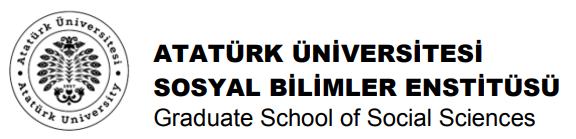 Atatürk Üniversitesi
1957
Atatürk University
ATATÜRK ÜNİVERSİTESİ
SOSYAL BİLİMLER ENSTİTÜSÜ
Graduate School of Social Sciences